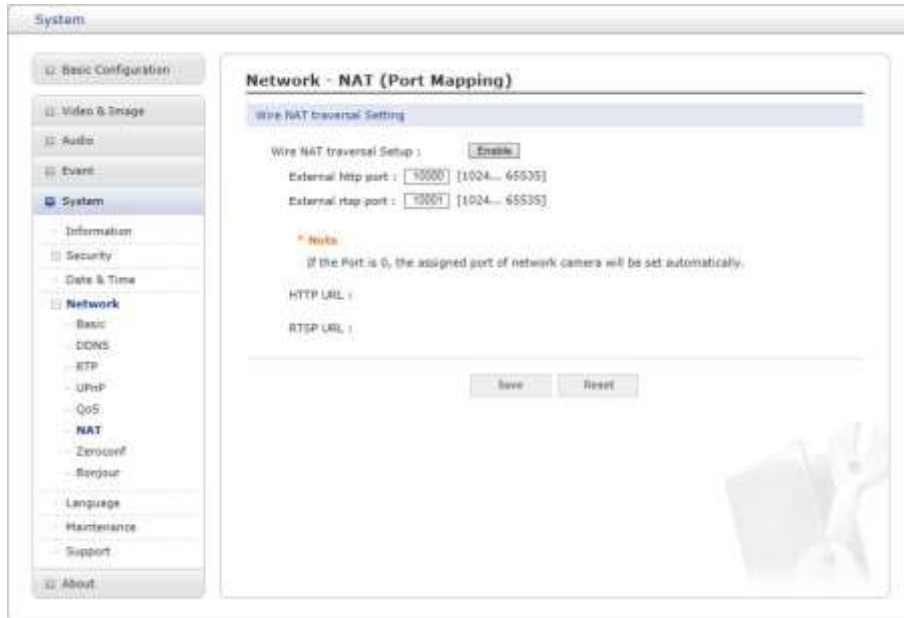 System
Basic Configuration
Video & Image
Audio
Event
System
Information
Security
Date & Time
Network
Basic
DDNS
RTP
UPnP
QoS
NAT
Zeroconf
Bonjour
Language
Maintenance
Support
About
Network - NAT (Port Mapping)
Wire NAT traversal Setting
Wire NAT traversal Setup : Enable
External http port : 10000 [1024... 65535]
External rtsp port : 10001 [1024... 65535]
* Note
If the Port is 0, the assigned port of network camera will be set automatically.
HTTP URL :
RTSP URL :
Save Reset